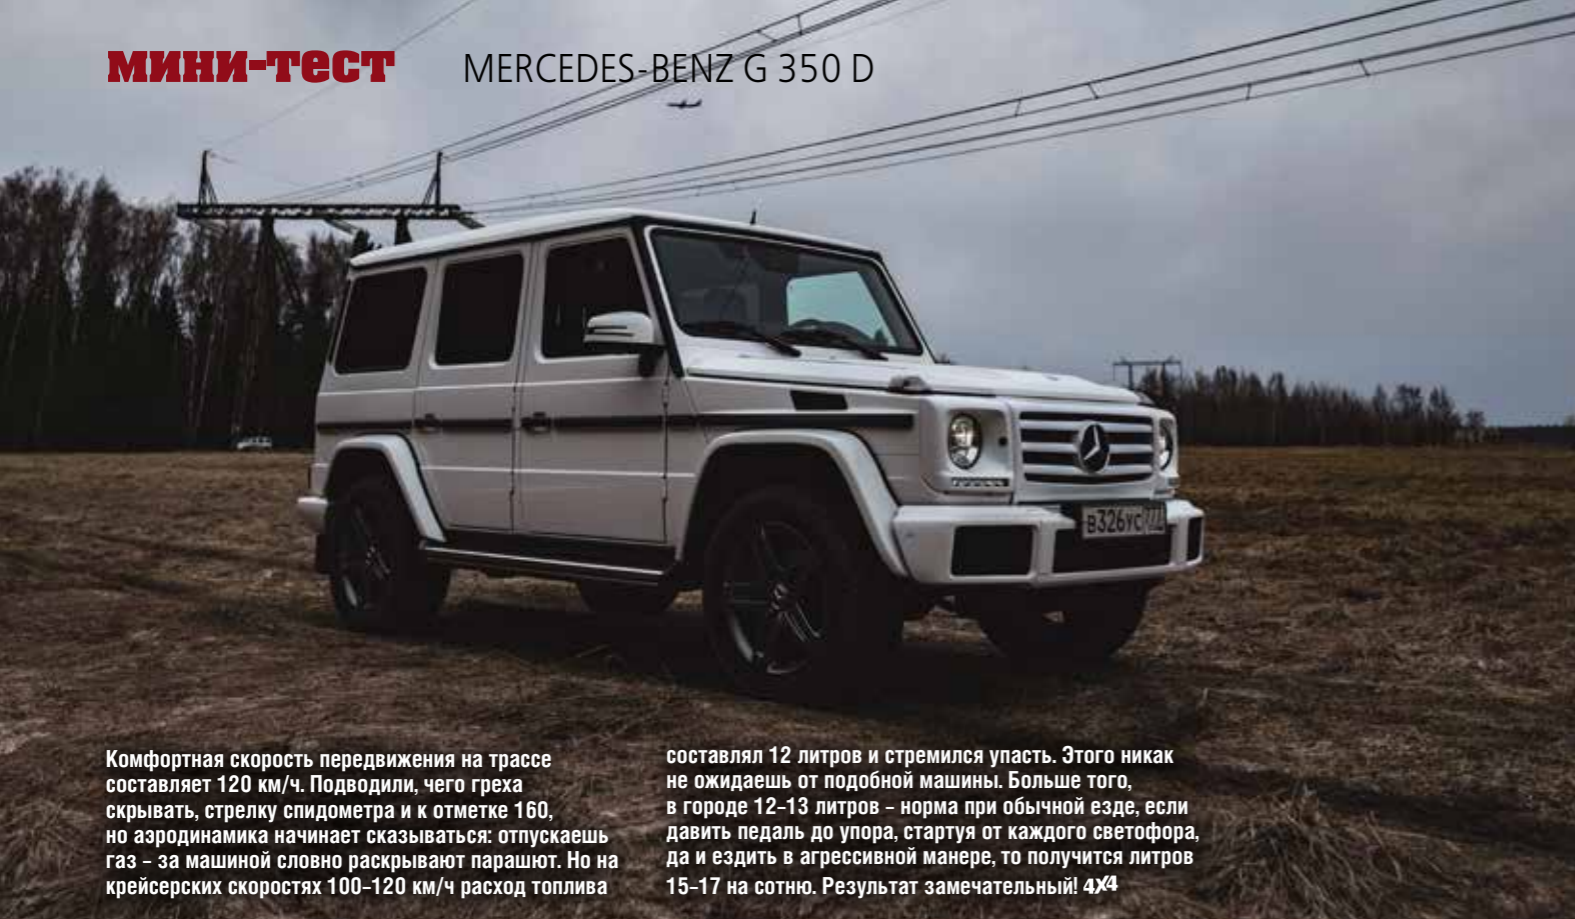 МИНИ-ТЕСТ
MERCEDES-BENZ G 350 D
В326УС 777
Комфортная скорость передвижения на трассе
составляет 120 км/ч. Подводили, чего греха
скрывать, стрелку спидометра и к отметке 160,
но аэродинамика начинает сказываться: отпускаешь
газ – за машиной словно раскрывают парашют. Но на
крейсерских скоростях 100–120 км/ч расход топлива
составлял 12 литров и стремился упасть. Этого никак
не ожидаешь от подобной машины. Больше того,
в городе 12–13 литров – норма при обычной езде, если
давить педаль до упора, стартуя от каждого светофора,
да и ездить в агрессивной манере, то получится литров
15–17 на сотню. Результат замечательный! 4X4